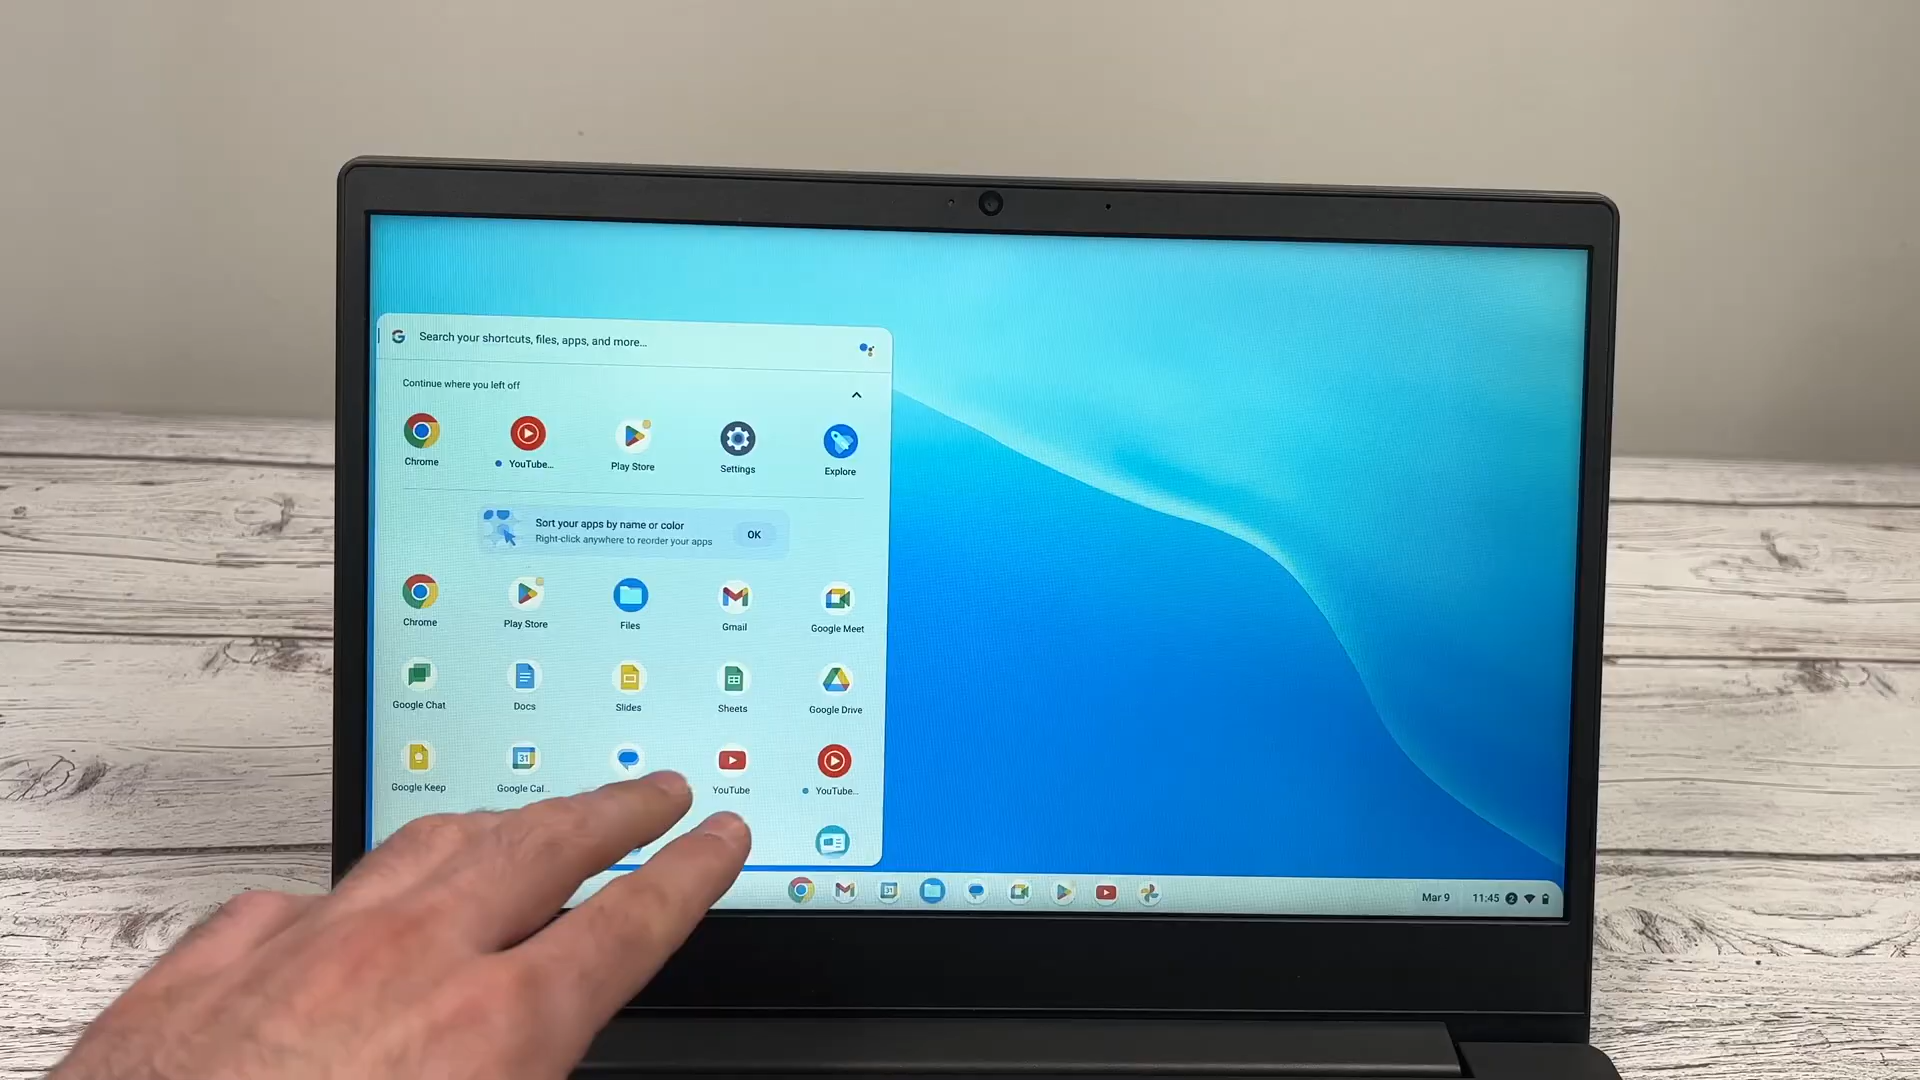 Search your shortcuts, files, apps, and more...
Continue where you left off
Chrome
YouTube...
Play Store
Settings
Explore
Sort your apps by name or color
Right-click anywhere to reorder your apps
OK
Chrome
Play Store
Files
Gmail
Google Meet
Google Chat
Docs
Slides
Sheets
Google Drive
Google Keep
31
Google Cal...
YouTube
YouTube...
31
Mar 9
11:45
2